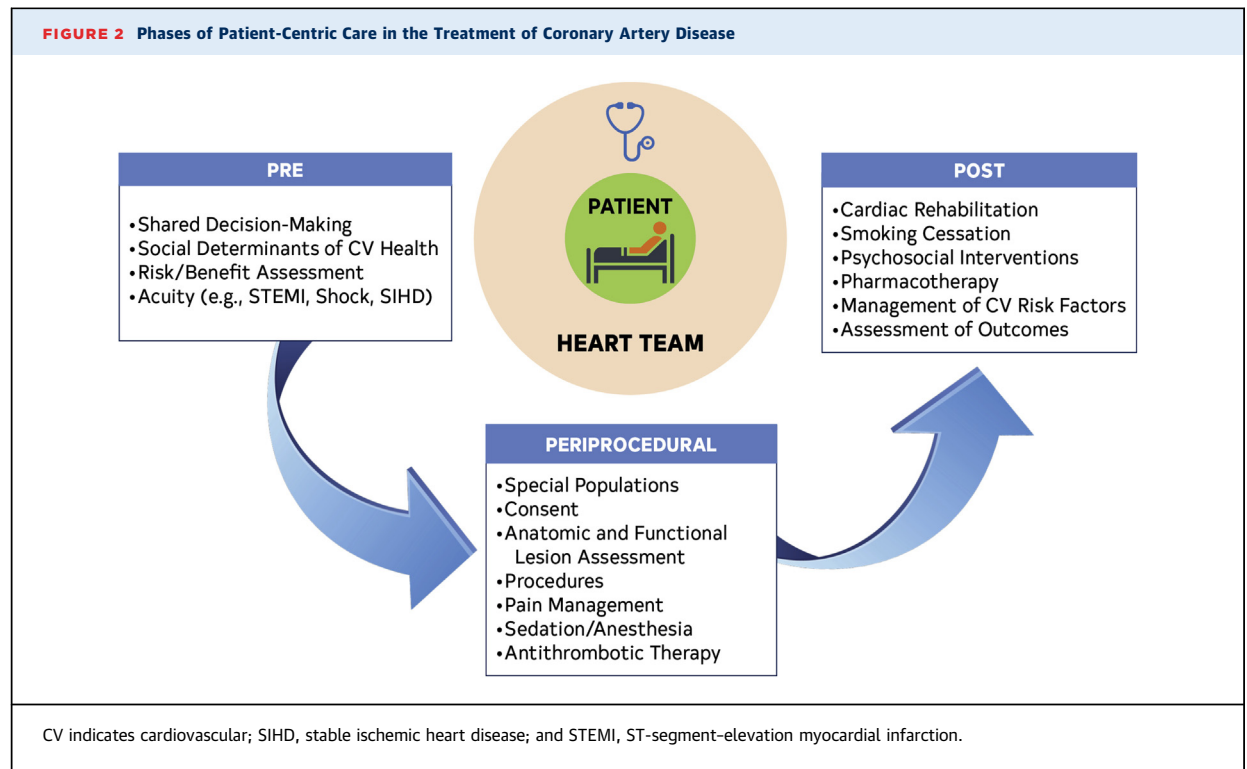 FIGURE 2 Phases of Patient-Centric Care in the Treatment of Coronary Artery Disease
PRE
•Shared Decision-Making
•Social Determinants of CV Health
•Risk/Benefit Assessment
•Acuity (e.g., STEMI, Shock, SIHD)
PATIENT
HEART TEAM
PERIPROCEDURAL
•Special Populations
•Consent
•Anatomic and Functional
Lesion Assessment
•Procedures
•Pain Management
•Sedation/Anesthesia
•Antithrombotic Therapy
POST
•Cardiac Rehabilitation
•Smoking Cessation
•Psychosocial Interventions
•Pharmacotherapy
•Management of CV Risk Factors
•Assessment of Outcomes
CV indicates cardiovascular; SIHD, stable ischemic heart disease; and STEMI, ST-segment–elevation myocardial infarction.